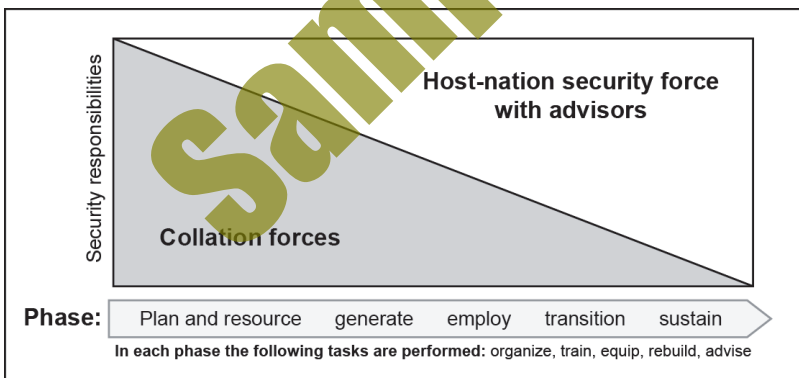 Security responsibilities
Host-nation security force
with advisors
Collation forces
Phase: Plan and resource generate employ transition sustain
In each phase the following tasks are performed: organize, train, equip, rebuild, advise